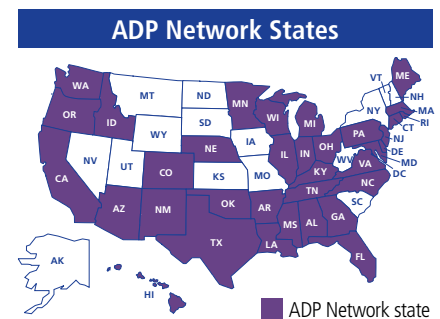 ADP Network States
WA
MT
ND
MN
VT
ME
NH
OR
ID
WY
SD
WI
MI
NY
MA
RI
CT
NV
UT
CO
NE
IA
IL
IN
OH
PA
NJ
DE
MD
DC
CA
KS
MO
KY
WV
VA
AZ
NM
OK
AR
TN
NC
SC
TX
LA
MS
AL
GA
FL
AK
HI
ADP Network state